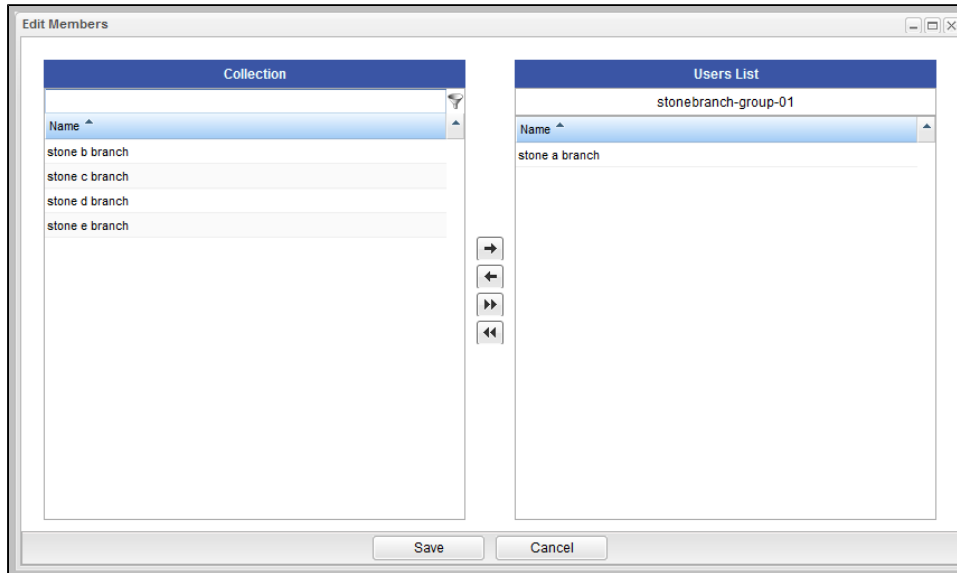 Edit Members
Collection
Name
stone b branch
stone c branch
stone d branch
stone e branch
Users List
stonebranch-group-01
Name
stone a branch
Save
Cancel